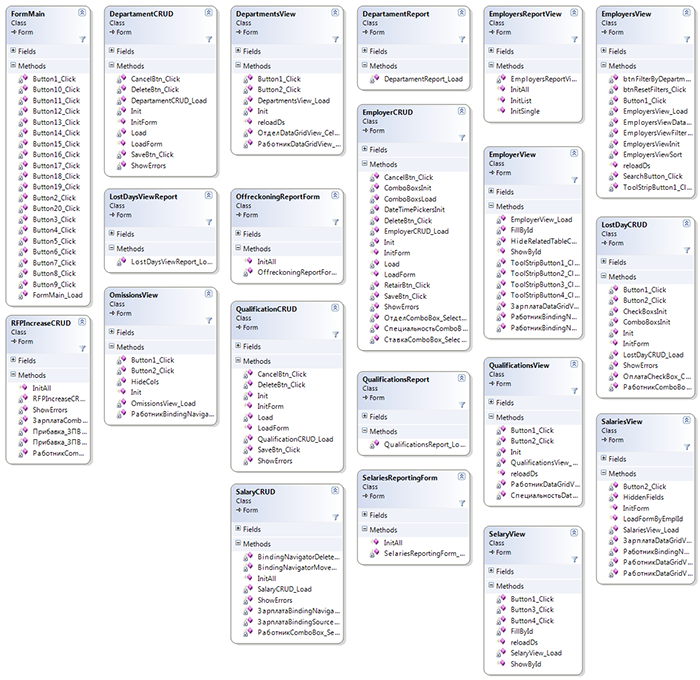 FormMain
Class
Form
Fields
Methods
Button1_Click
Button10_Click
Button11_Click
Button12_Click
Button13_Click
Button14_Click
Button15_Click
Button16_Click
Button17_Click
Button18_Click
Button19_Click
Button2_Click
Button20_Click
Button3_Click
Button4_Click
Button5_Click
Button6_Click
Button7_Click
Button8_Click
Button9_Click
FormMain_Load
RFPIncreaseCRUD
Class
Form
Fields
Methods
InitAll
RFPIncreaseCR...
ShowErrors
ЗарплатаComb...
Прибавка_ЗПВ...
Прибавка_ЗПВ...
РаботникCom...
DepartamentCRUD
Class
Form
Fields
Methods
CancelBtn_Click
DeleteBtn_Click
DepartamentCRUD_Load
Init
InitForm
Load
LoadForm
SaveBtn_Click
ShowErrors
LostDaysViewReport
Class
Form
Fields
Methods
LostDaysViewReport_Lo...
OmissionsView
Class
Form
Fields
Methods
Button1_Click
Button2_Click
HideCols
Init
OmissionsView_Load
РаботникBindingNaviga...
DepartmentsView
Class
Form
Fields
Methods
Button1_Click
Button2_Click
DepartmentsView_Load
Init
reloadDs
ОтделDataGridView_Cel...
РаботникDataGridView_...
OffreckoningReportForm
Class
Form
Fields
Methods
InitAll
OffreckoningReportFor...
QualificationCRUD
Class
Form
Fields
Methods
CancelBtn_Click
DeleteBtn_Click
Init
InitForm
Load
LoadForm
QualificationCRUD_Load
SaveBtn_Click
ShowErrors
SalaryCRUD
Class
Form
Fields
Methods
BindingNavigatorDelete...
BindingNavigatorMove...
InitAll
SalaryCRUD_Load
ShowErrors
ЗарплатаBindingNaviga...
ЗарплатаBindingSource...
РаботникComboBox_Se...
DepartamentReport
Class
Form
Fields
Methods
DepartamentReport_Load
EmployerCRUD
Class
Form
Fields
Methods
CancelBtn_Click
ComboBoxsInit
ComboBoxsLoad
DateTimePickersInit
DeleteBtn_Click
EmployerCRUD_Load
Init
InitForm
Load
LoadForm
RetairBtn_Click
SaveBtn_Click
ShowErrors
ОтделComboBox_Select...
СпециальностьComboB...
СтавкаComboBox_Selec...
QualificationsReport
Class
Form
Fields
Methods
QualificationsReport_Lo...
SelariesReportingForm
Class
Form
Fields
Methods
InitAll
SelariesReportingForm_...
EmployersReportView
Class
Form
Fields
Methods
EmployersReportVi...
InitAll
InitList
InitSingle
EmployerView
Class
Form
Fields
Methods
EmployerView_Load
FillById
HideRelatedTableC...
ShowById
ToolStripButton1_Cl...
ToolStripButton2_Cl...
ToolStripButton3_Cl...
ToolStripButton4_Cl...
ЗарплатаDataGridV...
РаботникBindingN...
РаботникBindingN...
QualificationsView
Class
Form
Fields
Methods
Button1_Click
Button2_Click
Init
QualificationsView_...
reloadDs
РаботникDataGridV...
СпециальностьDat...
SelaryView
Class
Form
Fields
Methods
Button1_Click
Button3_Click
Button4_Click
FillById
reloadDs
SelaryView_Load
ShowById
EmployersView
Class
Form
Fields
Methods
btnFilterByDepartm...
btnResetFilters_Click
Button1_Click
EmployersView_Load
EmployersViewData...
EmployersViewFilter...
EmployersViewInit
EmployersViewSort
reloadDs
SearchButton_Click
ToolStripButton1_Cl...
LostDayCRUD
Class
Form
Fields
Methods
Button1_Click
Button2_Click
CheckBoxsInit
ComboBoxsInit
Init
InitForm
LostDayCRUD_Load
ShowErrors
ОплатаCheckBox_C...
РаботникComboBo...
SalariesView
Class
Form
Fields
Methods
Button2_Click
HiddenFields
InitForm
LoadFormByEmplId
SalariesView_Load
ЗарплатаDataGridV...
РаботникBindingN...
РаботникDataGridV...
РаботникDataGridV...